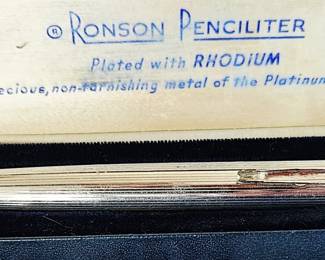 ® RONSON PENCILITER
Plated with RHODIUM
ecious, non-tarnishing metal of the Platinum